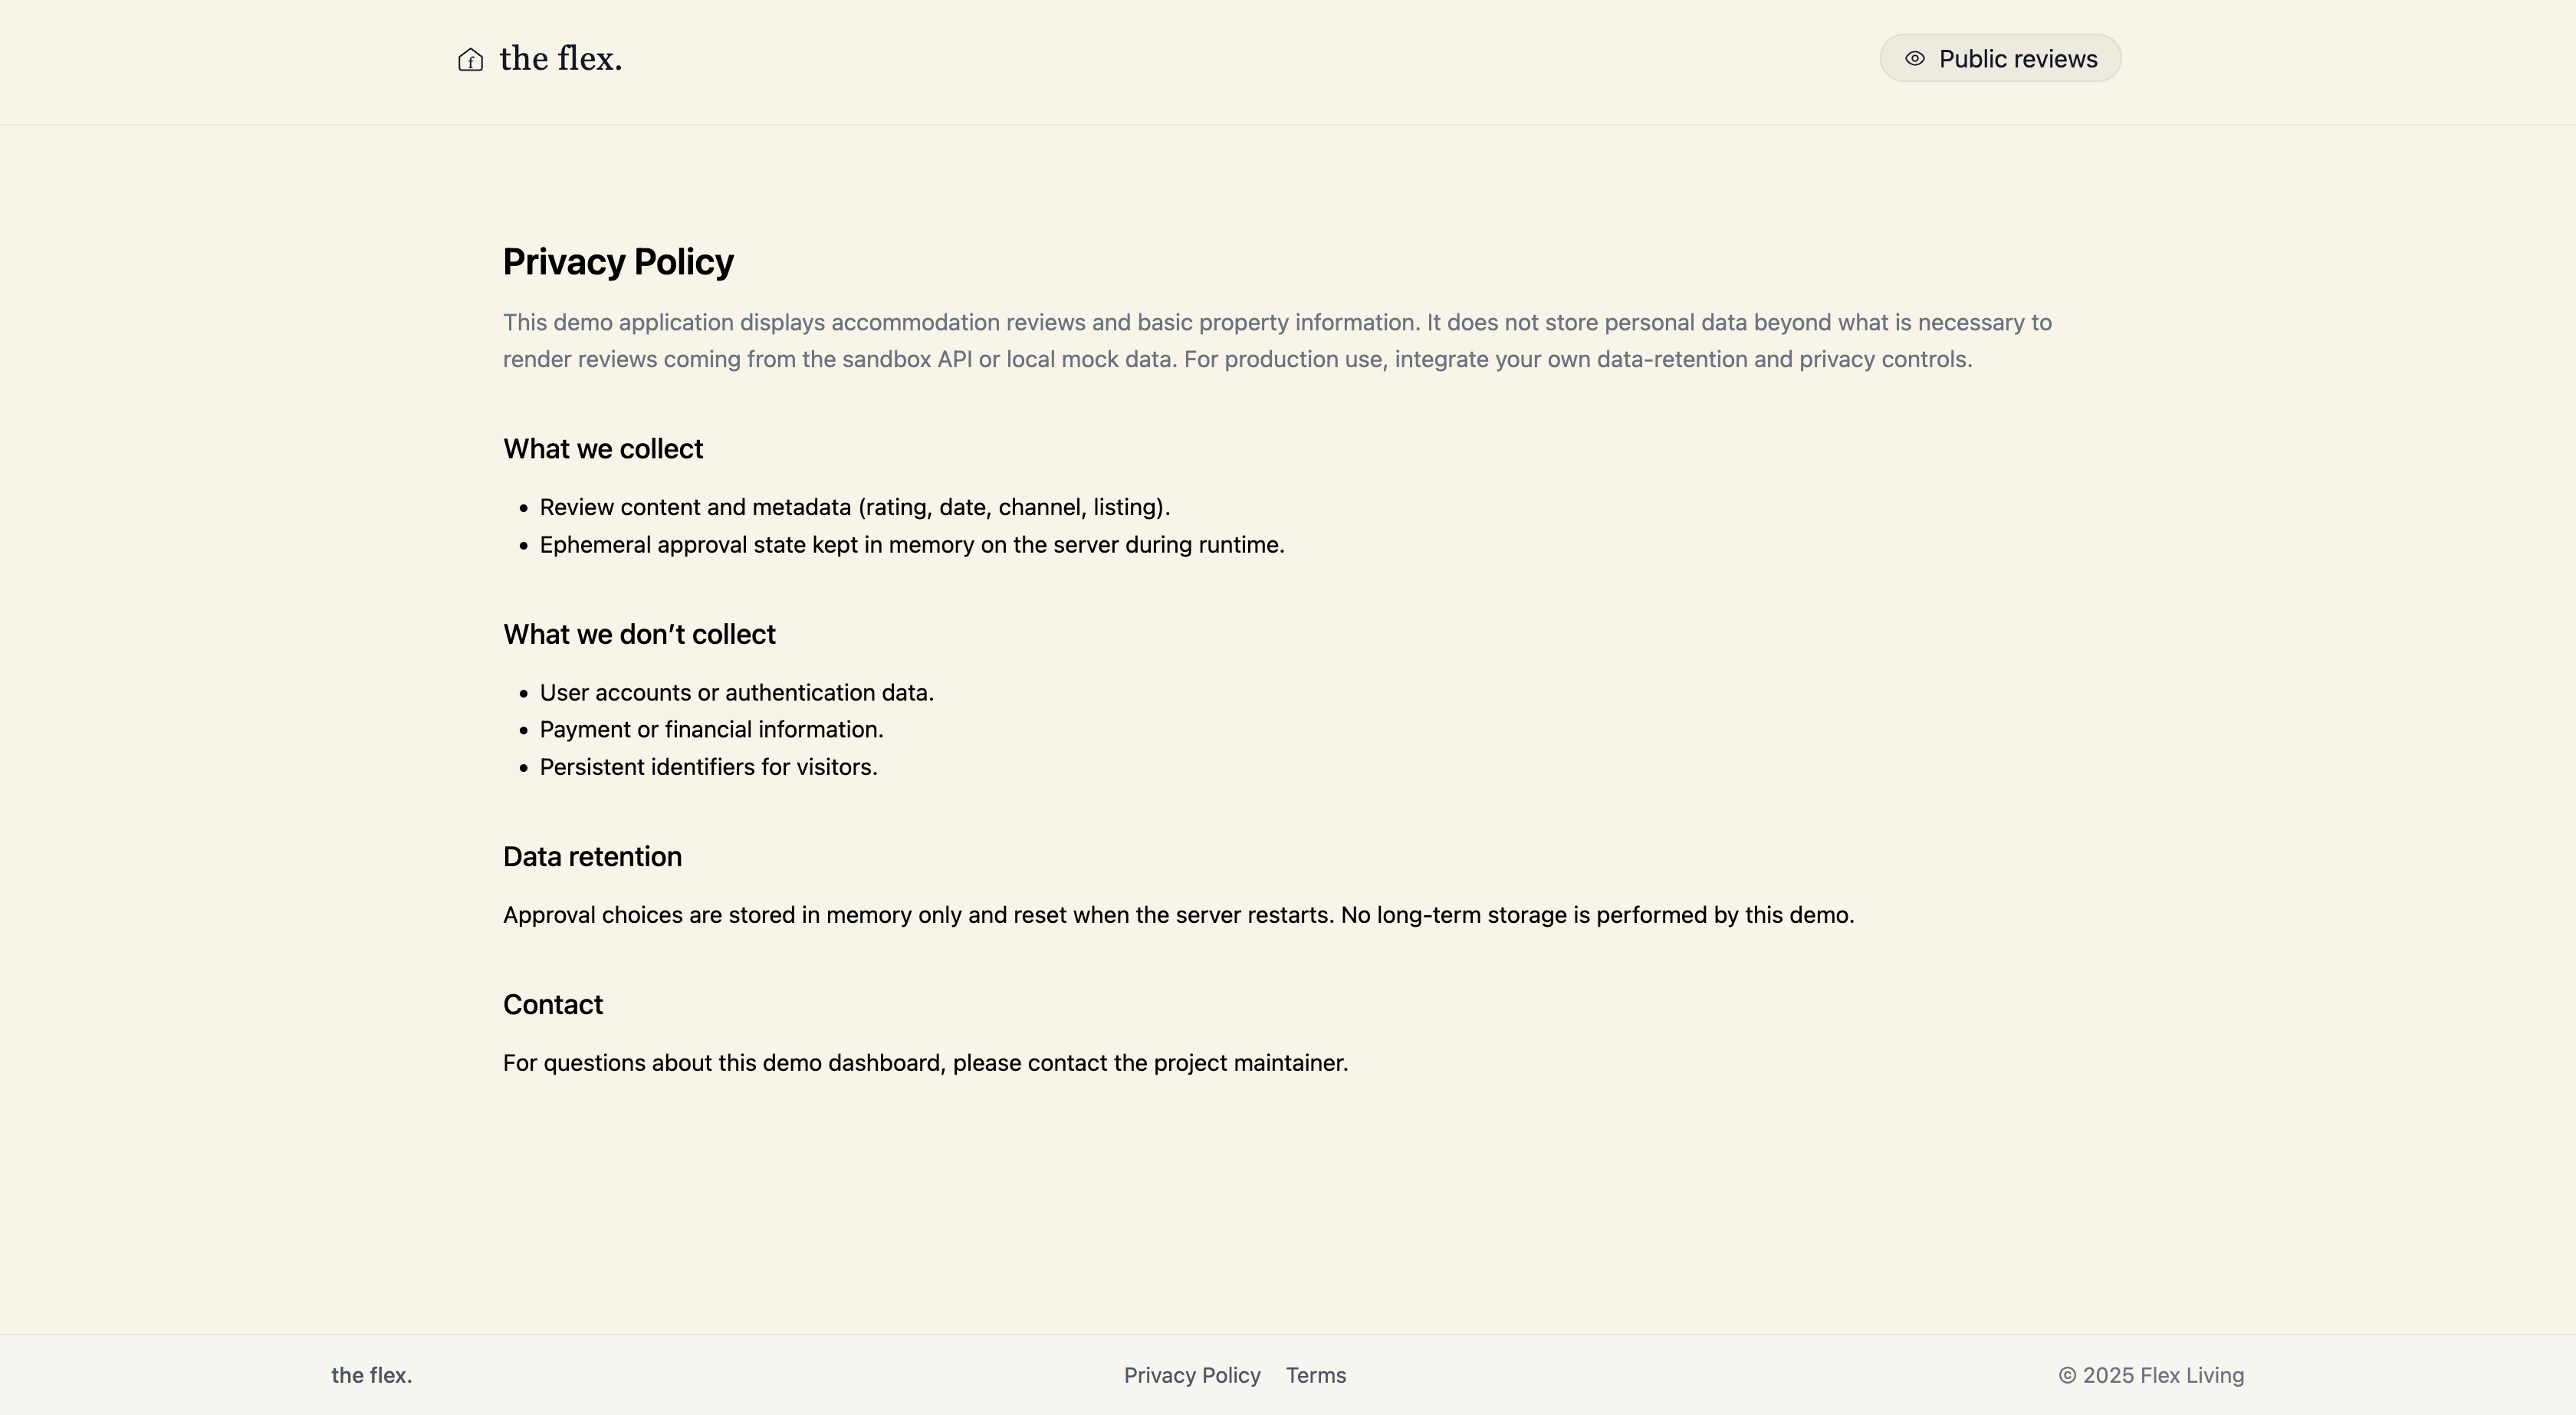 the flex.
Public reviews
Privacy Policy
This demo application displays accommodation reviews and basic property information. It does not store personal data beyond what is necessary to
render reviews coming from the sandbox API or local mock data. For production use, integrate your own data-retention and privacy controls.
What we collect
• Review content and metadata (rating, date, channel, listing).
• Ephemeral approval state kept in memory on the server during runtime.
What we don’t collect
• User accounts or authentication data.
• Payment or financial information.
• Persistent identifiers for visitors.
Data retention
Approval choices are stored in memory only and reset when the server restarts. No long-term storage is performed by this demo.
Contact
For questions about this demo dashboard, please contact the project maintainer.
the flex.
Privacy Policy Terms
© 2025 Flex Living